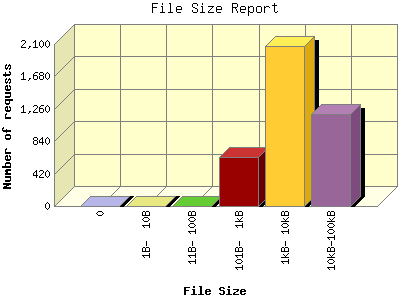 File Size Report
Number of requests
2,100
1,680
1,260
840
420
0
0
1B- 10B
11B- 100B
101B- 1kB
1kB- 10kB
10kB-100kB
File Size